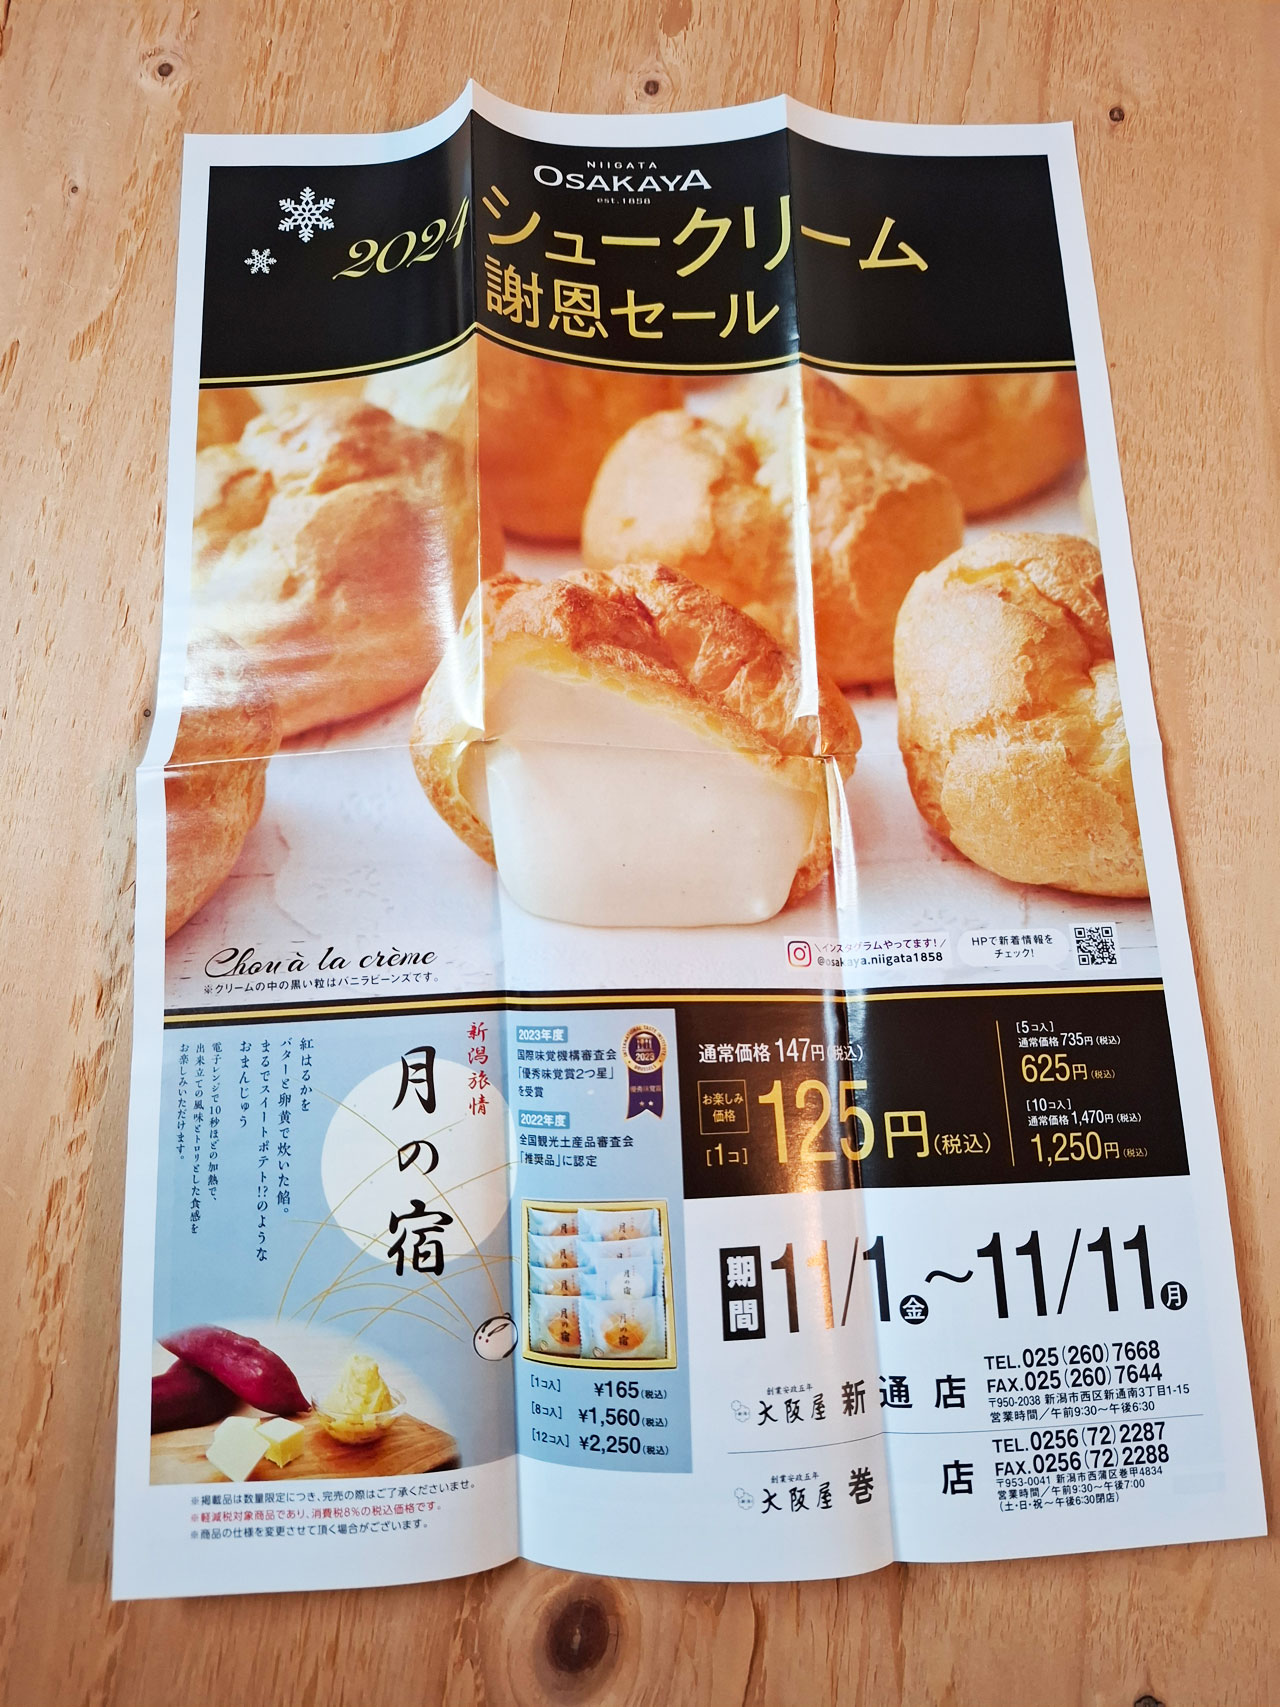 NIIGATA
OSAKAYA
est.1858
2024 シュークリーム
謝恩セール
Chou à la crème
※クリームの中の黒い粒はバニラビーンズです。
\インスタグラムやってます!/
@osakaya.niigata1858
HPで新着情報を
チェック!
新潟旅情
月の宿
紅はるかを
バターと卵黄で炊いた餡。
まるでスイートポテト!?のような
おまんじゅう
電子レンジで10秒ほどの加熱で、
出来立ての風味とトロリとした食感を
お楽しみいただけます。
2023年度
国際味覚機構審査会
「優秀味覚賞2つ星」
を受賞
2023
優秀味覚賞
2022年度
全国観光土産品審査会
「推奨品」に認定
月の宿
[1コ入] ¥165(税込)
[8コ入] ¥1,560(税込)
[12コ入] ¥2,250(税込)
通常価格 147円(税込)
お楽しみ
価格
[1コ] 125円(税込)
[5コ入]
通常価格 735円(税込)
625円(税込)
[10コ入]
通常価格 1,470円(税込)
1,250円(税込)
期間 11/1金〜11/11月
創業安政五年
大阪屋 新通店
TEL.025(260)7668
FAX.025(260)7644
〒950-2038 新潟市西区新通南3丁目1-15
営業時間/午前9:30〜午後6:30
創業安政五年
大阪屋 巻店
TEL.0256(72)2287
FAX.0256(72)2288
〒953-0041 新潟市西蒲区巻甲4834
営業時間/午前9:30〜午後7:00
(土・日・祝〜午後6:30閉店)
※掲載品は数量限定につき、完売の際はご了承くださいませ。
※軽減税対象商品であり、消費税8%の税込価格です。
※商品の仕様を変更させて頂く場合がございます。